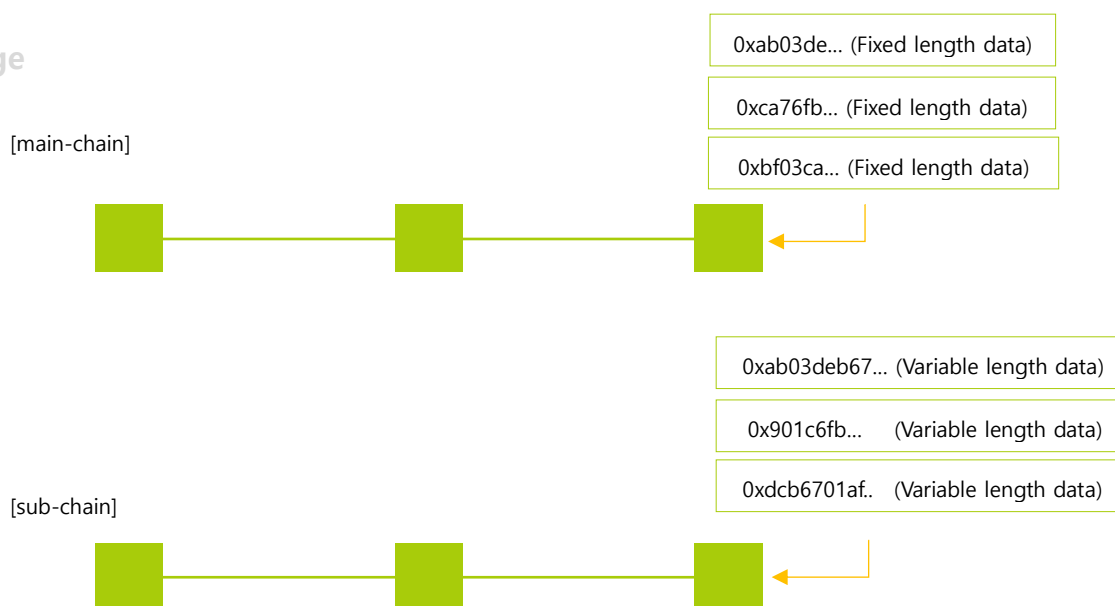 0xab03de... (Fixed length data)
0xca76fb... (Fixed length data)
[main-chain]
0xbf03ca... (Fixed length data)
0xab03deb67... (Variable length data)
0x901c6fb... (Variable length data)
0xdcb6701af.. (Variable length data)
[sub-chain]